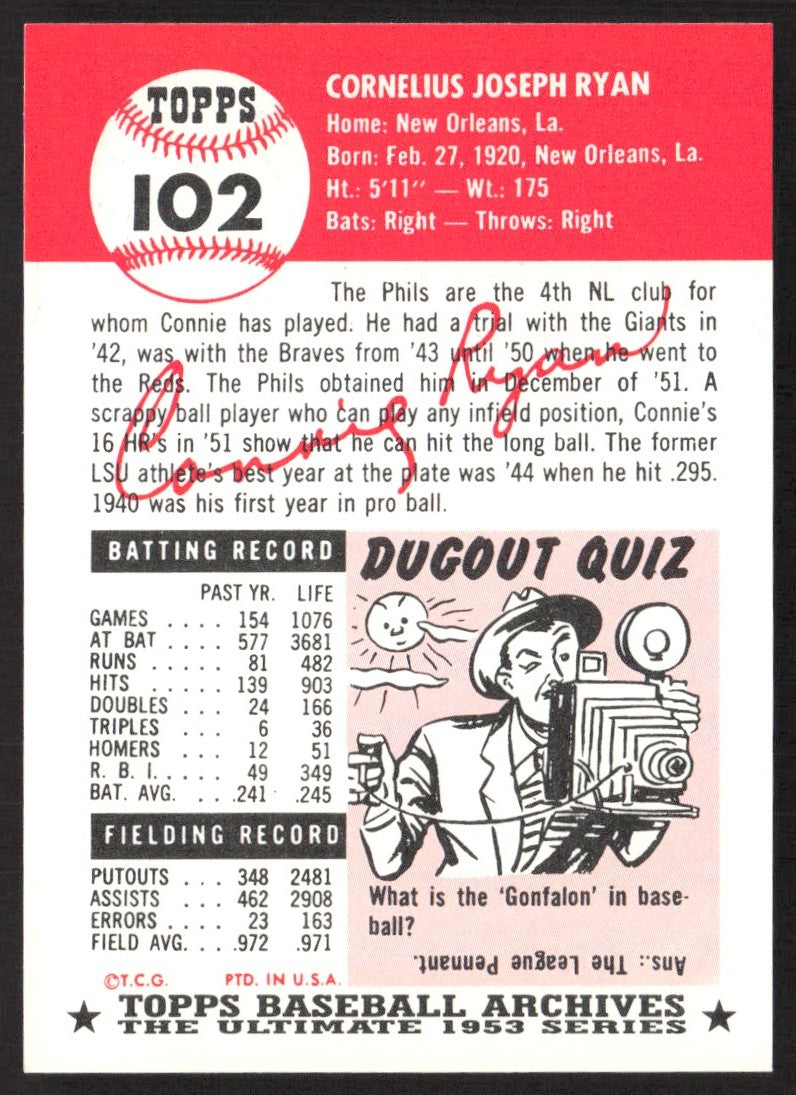 TOPPS
102
CORNELIUS JOSEPH RYAN
Home: New Orleans, La.
Born: Feb. 27, 1920, New Orleans, La.
Ht.: 5'11" — Wt.: 175
Bats: Right — Throws: Right
The Phils are the 4th NL club for
whom Connie has played. He had a trial with the Giants in
'42, was with the Braves from '43 until '50 when he went to
the Reds. The Phils obtained him in December of '51. A
scrappy ball player who can play any infield position, Connie's
16 HR's in '51 show that he can hit the long ball. The former
LSU athlete's best year at the plate was '44 when he hit .295.
1940 was his first year in pro ball.
Connie Ryan
BATTING RECORD
PAST YR. LIFE
GAMES .... 154 1076
AT BAT .... 577 3681
RUNS ..... 81 482
HITS ..... 139 903
DOUBLES .. 24 166
TRIPLES ... 6 36
HOMERS ... 12 51
R. B. I. .... 49 349
BAT. AVG. ... .241 .245
FIELDING RECORD
PUTOUTS ... 348 2481
ASSISTS .... 462 2908
ERRORS .... 23 163
FIELD AVG. ... .972 .971
DUGOUT QUIZ
What is the 'Gonfalon' in base-
ball?
Ans.: The League Pennant.
©T.C.G. PTD. IN U.S.A.
★ TOPPS BASEBALL ARCHIVES ★
THE ULTIMATE 1953 SERIES